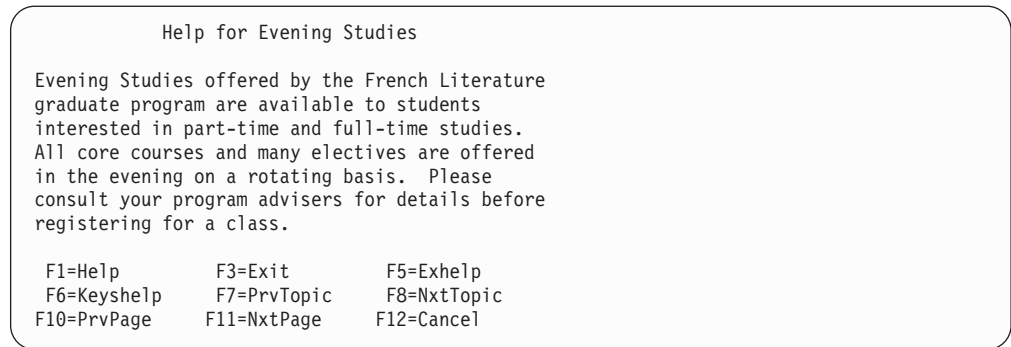 Help for Evening Studies
Evening Studies offered by the French Literature
graduate program are available to students
interested in part-time and full-time studies.
All core courses and many electives are offered
in the evening on a rotating basis.  Please
consult your program advisers for details before
registering for a class.
F1=Help F3=Exit F5=Exhelp
F6=Keyshelp F7=PrvTopic F8=NxtTopic
F10=PrvPage F11=NxtPage F12=Cancel